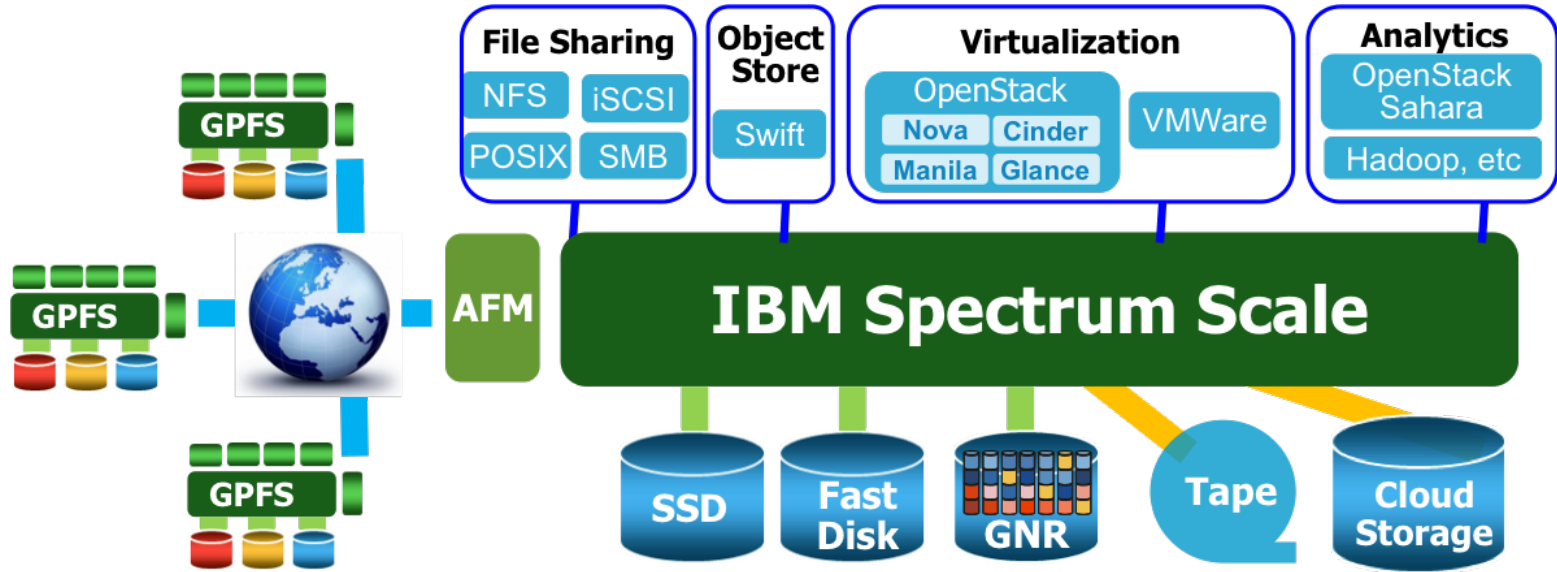 File Sharing
NFS
iSCSI
POSIX
SMB
Object
Store
Swift
Virtualization
OpenStack
Nova
Cinder
Manila
Glance
VMWare
Analytics
OpenStack
Sahara
Hadoop, etc
GPFS
GPFS
GPFS
AFM
IBM Spectrum Scale
SSD
Fast
Disk
GNR
Tape
Cloud
Storage